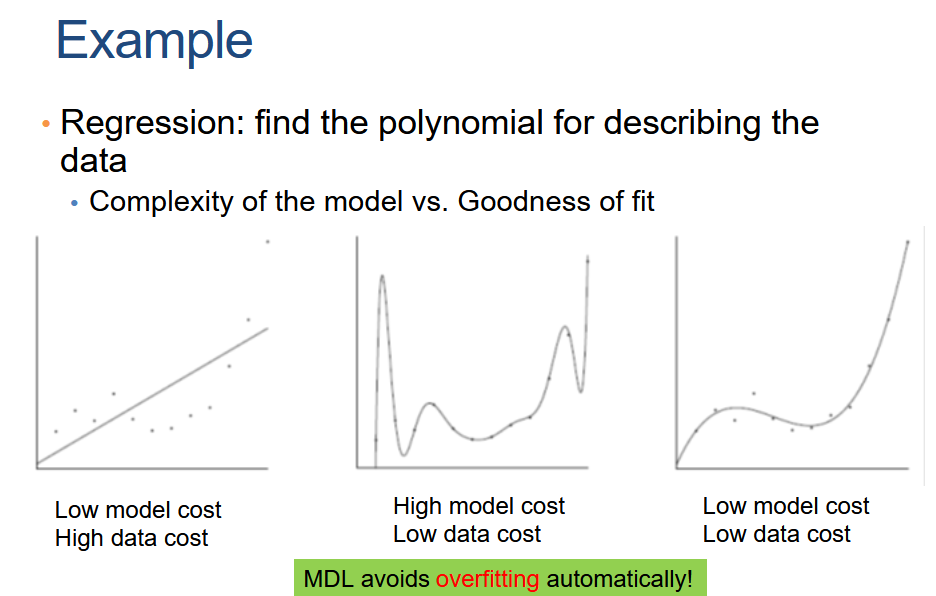 Example
• Regression: find the polynomial for describing the
data
• Complexity of the model vs. Goodness of fit
Low model cost
High data cost
High model cost
Low data cost
Low model cost
Low data cost
MDL avoids overfitting automatically!